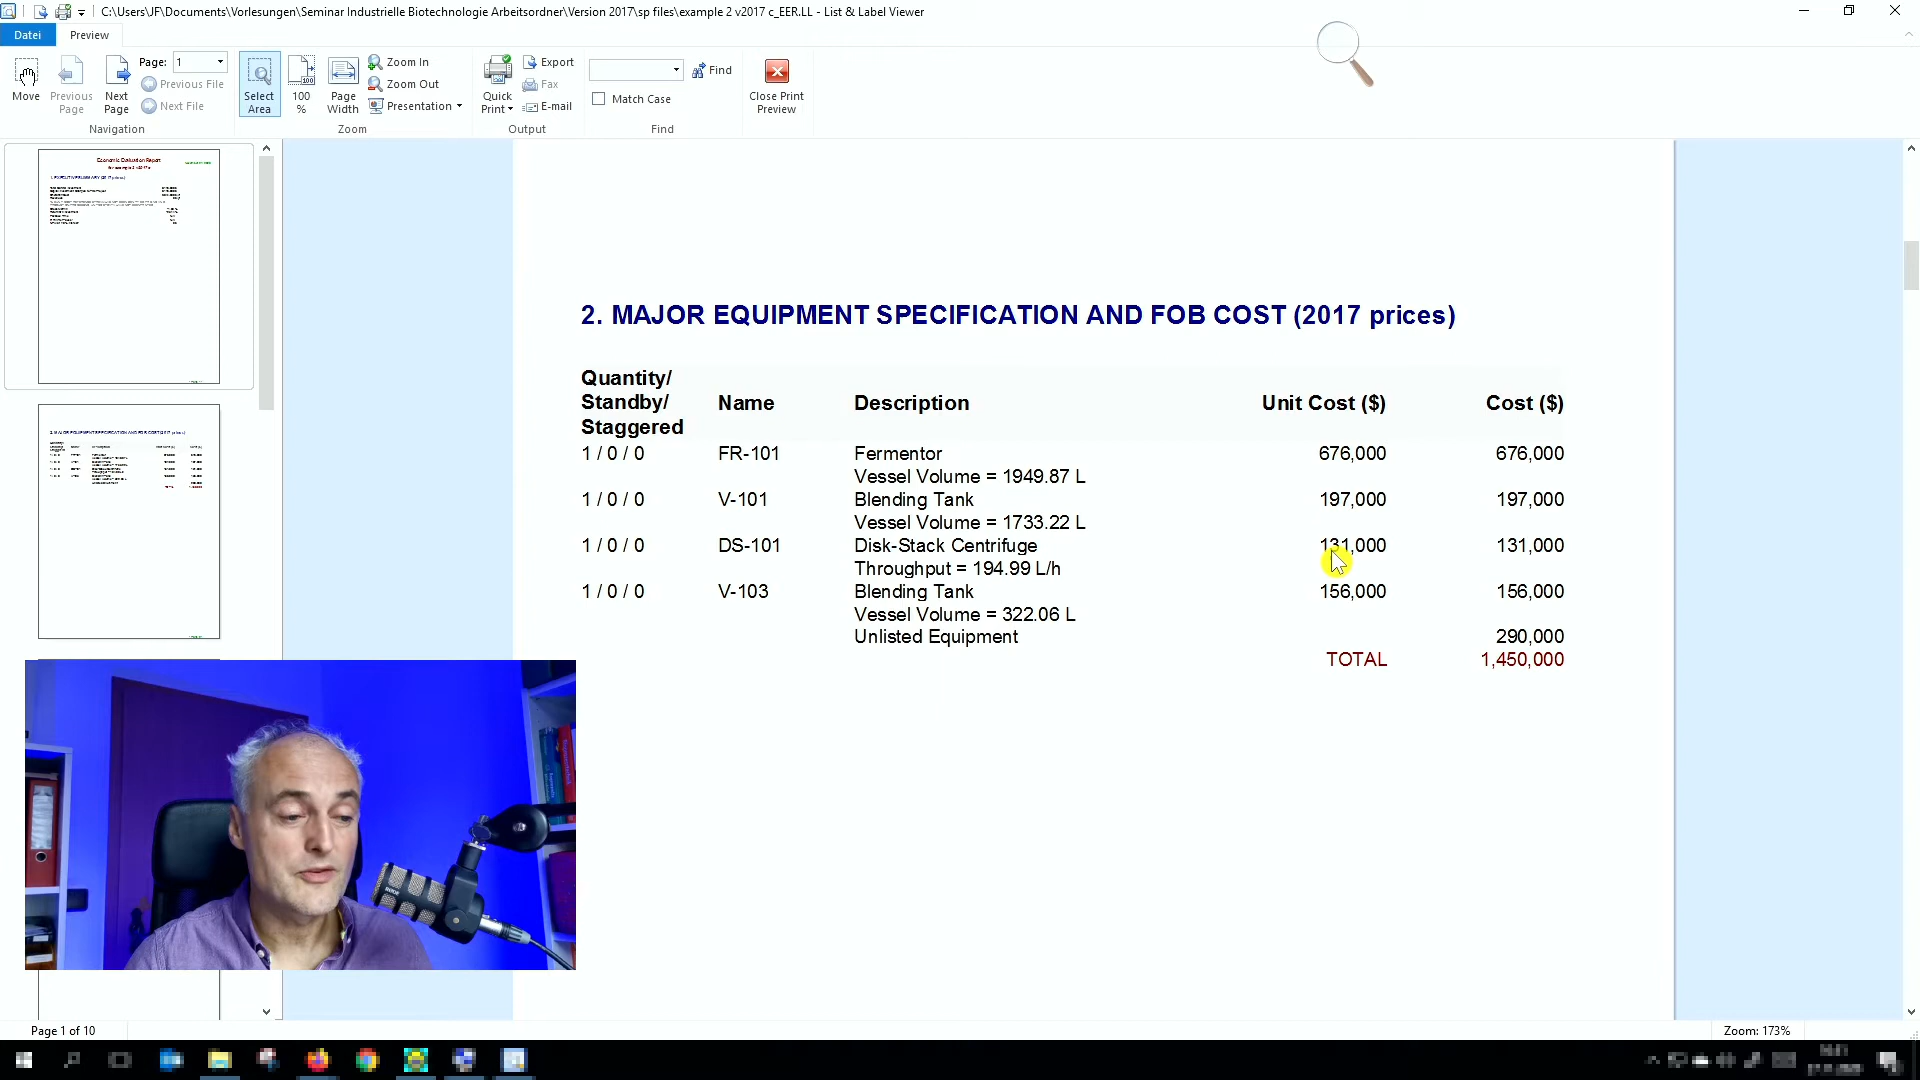 C:\Users\JF\Documents\Vorlesungen\Seminar Industrielle Biotechnologie Arbeitsordner\Version 2017\sp files\example 2 v2017 c_EER.LL - List & Label Viewer
Datei Preview
Move Previous Page Next Page Page: 1 Previous File Next File
Navigation
Select Area 100 % Page Width Zoom In Zoom Out Presentation
Zoom
Quick Print Export Fax E-mail
Output
Find Match Case
Find
Close Print Preview
Economic Evaluation Report
2. MAJOR EQUIPMENT SPECIFICATION AND FOB COST (2017 prices)
Quantity/ Standby/ Staggered Name Description Unit Cost ($) Cost ($)
1 / 0 / 0 FR-101 Fermentor 676,000 676,000
Vessel Volume = 1949.87 L
1 / 0 / 0 V-101 Blending Tank 197,000 197,000
Vessel Volume = 1733.22 L
1 / 0 / 0 DS-101 Disk-Stack Centrifuge 131,000 131,000
Throughput = 194.99 L/h
1 / 0 / 0 V-103 Blending Tank 156,000 156,000
Vessel Volume = 322.06 L
Unlisted Equipment 290,000
TOTAL 1,450,000
Page 1 of 10
Zoom: 173%